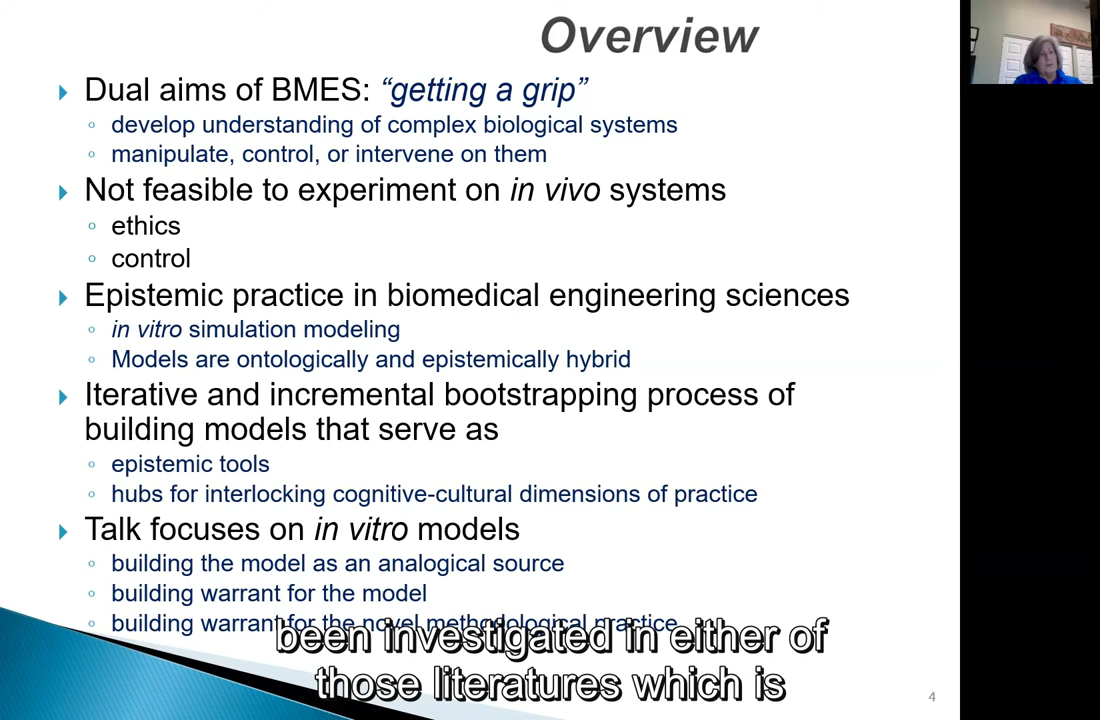 Overview
Dual aims of BMES: “getting a grip”
develop understanding of complex biological systems
manipulate, control, or intervene on them
Not feasible to experiment on in vivo systems
ethics
control
Epistemic practice in biomedical engineering sciences
in vitro simulation modeling
Models are ontologically and epistemically hybrid
Iterative and incremental bootstrapping process of
building models that serve as
epistemic tools
hubs for interlocking cognitive-cultural dimensions of practice
Talk focuses on in vitro models
building the model as an analogical source
building warrant for the model
building warrant for the novel methodological practice
been investigated in either of
those literatures which is
4